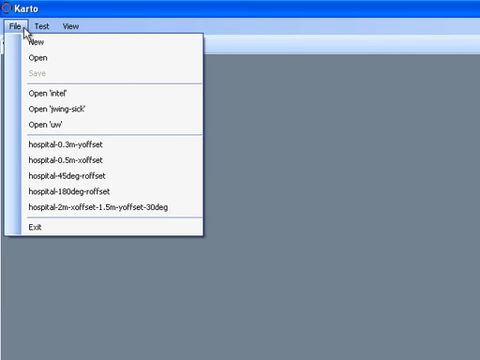 Karto
File Test View
New
Open
Save
Open 'intel'
Open 'jwing-sick'
Open 'uw'
hospital-0.3m-yoffset
hospital-0.5m-xoffset
hospital-45deg-roffset
hospital-180deg-roffset
hospital-2m-xoffset-1.5m-yoffset-30deg
Exit